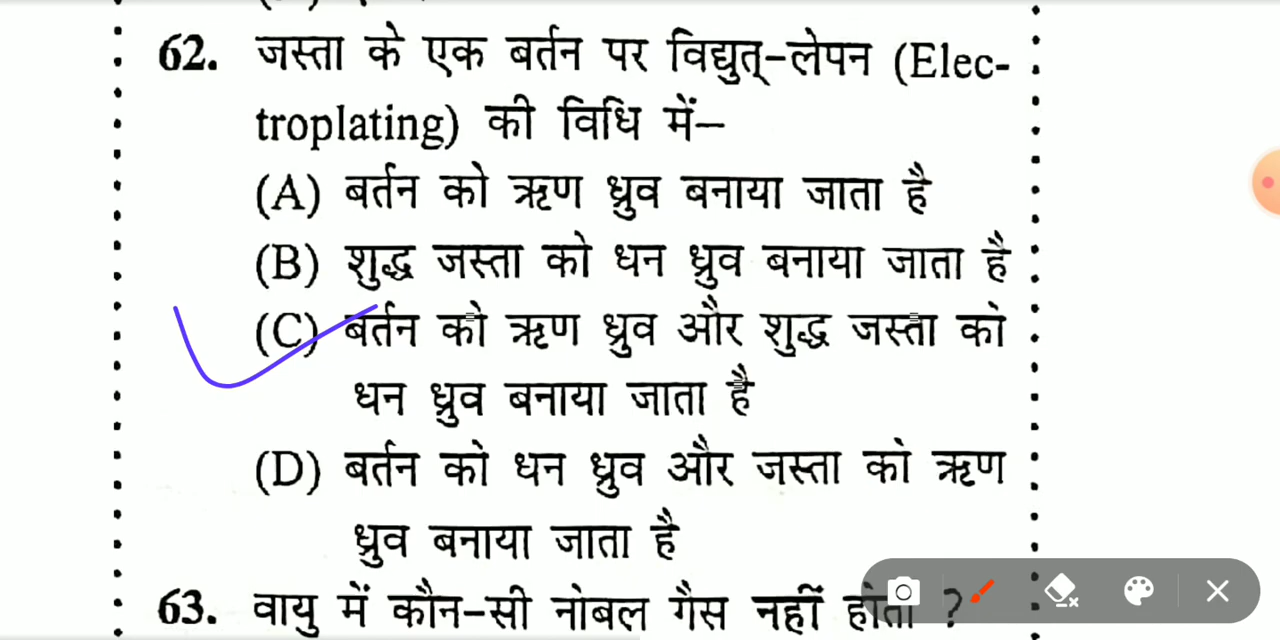 62. जस्ता के एक बर्तन पर विद्युत्-लेपन (Elec-
troplating) की विधि में–
(A) बर्तन को ऋण ध्रुव बनाया जाता है
(B) शुद्ध जस्ता को धन ध्रुव बनाया जाता है
(C) बर्तन को ऋण ध्रुव और शुद्ध जस्ता को
धन ध्रुव बनाया जाता है
(D) बर्तन को धन ध्रुव और जस्ता को ऋण
ध्रुव बनाया जाता है
63. वायु में कौन-सी नोबल गैस नहीं होता ?